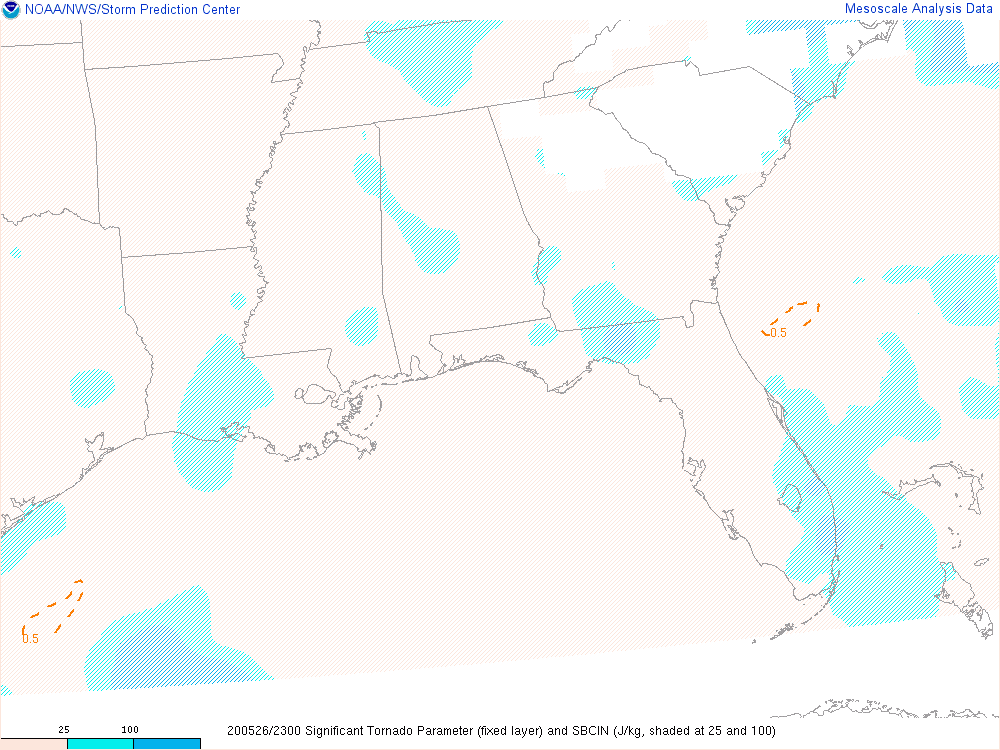 NOAA/NWS/Storm Prediction Center
Mesoscale Analysis Data
0.5
0.5
25 100
200526/2300 Significant Tornado Parameter (fixed layer) and SBCIN (J/kg, shaded at 25 and 100)